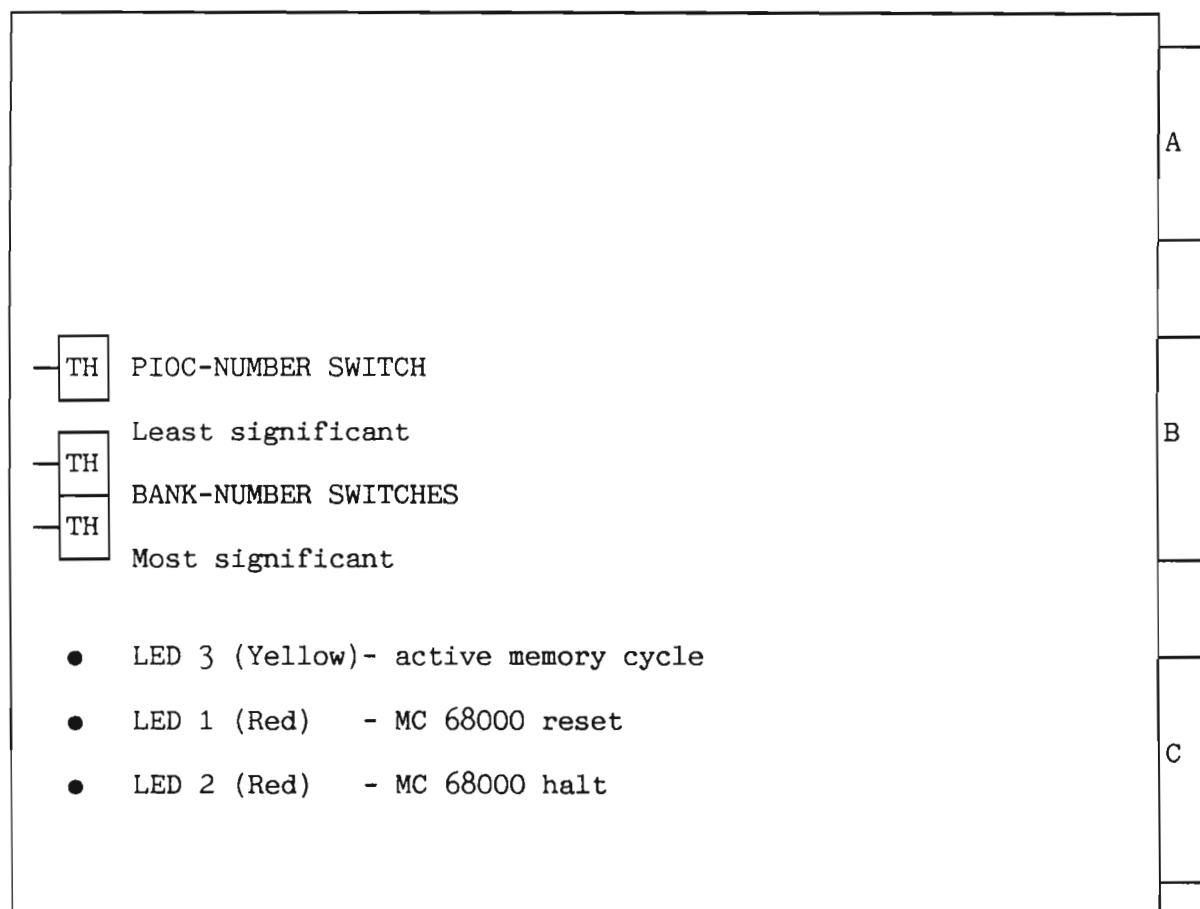 A
TH PIOC-NUMBER SWITCH
Least significant
B
TH
BANK-NUMBER SWITCHES
TH
Most significant
LED 3 (Yellow)- active memory cycle
LED 1 (Red) - MC 68000 reset
C
LED 2 (Red) - MC 68000 halt